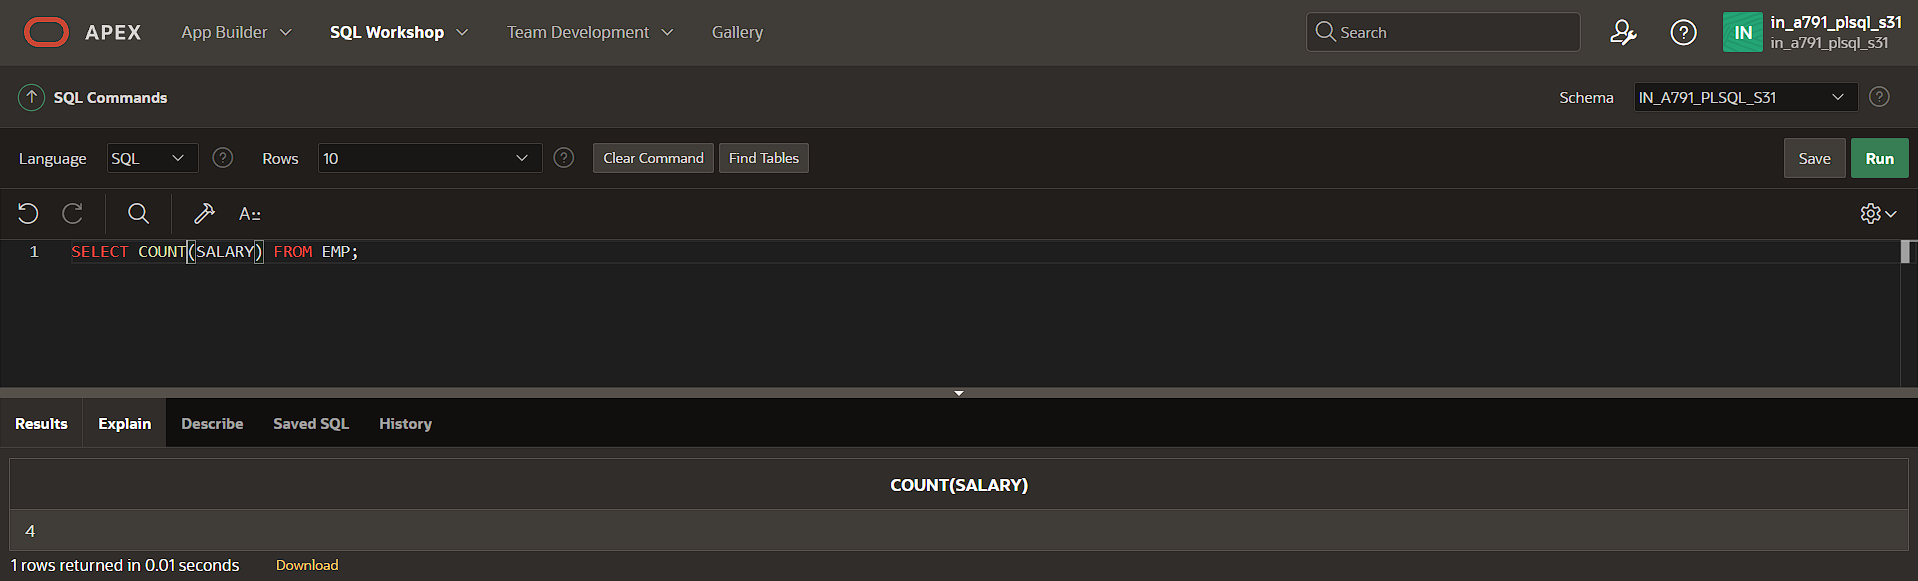 APEX App Builder SQL Workshop Team Development Gallery Search IN in_a791_plsql_s31
in_a791_plsql_s31
SQL Commands Schema IN_A791_PLSQL_S31
Language SQL Rows 10 Clear Command Find Tables Save Run
A::
1 SELECT COUNT(SALARY) FROM EMP;
Results Explain Describe Saved SQL History
COUNT(SALARY)
4
1 rows returned in 0.01 seconds Download